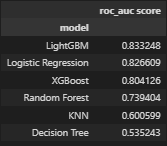 roc_auc score
model
LightGBM 0.833248
Logistic Regression 0.826609
XGBoost 0.804126
Random Forest 0.739404
KNN 0.600599
Decision Tree 0.535243